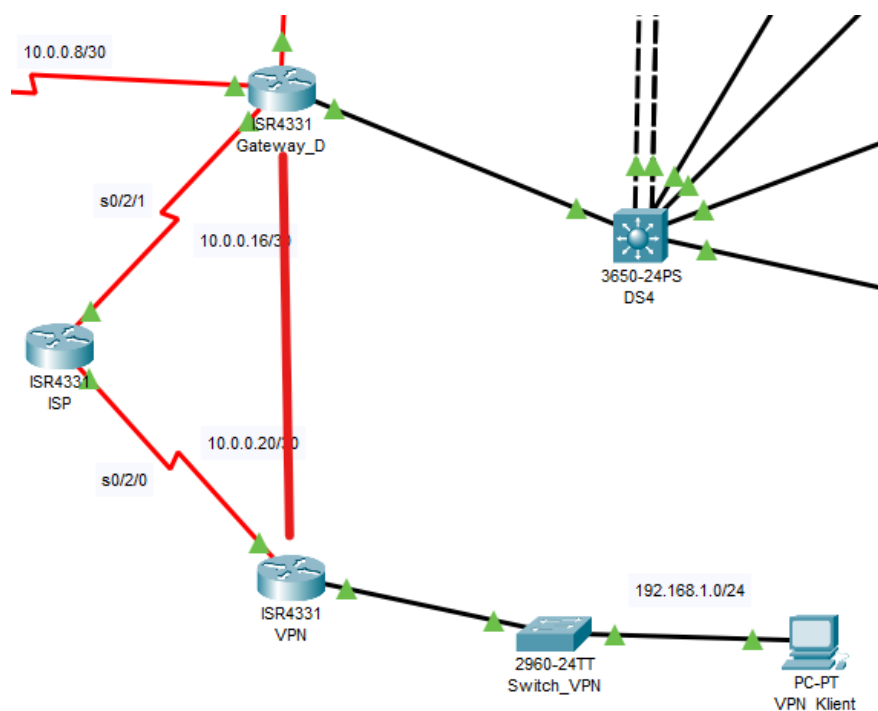 10.0.0.8/30
ISR4331
Gateway_D
s0/2/1
10.0.0.16/30
3650-24PS
DS4
ISR4331
ISP
10.0.0.20/30
s0/2/0
ISR4331
VPN
192.168.1.0/24
2960-24TT
Switch_VPN
PC-PT
VPN_Klient